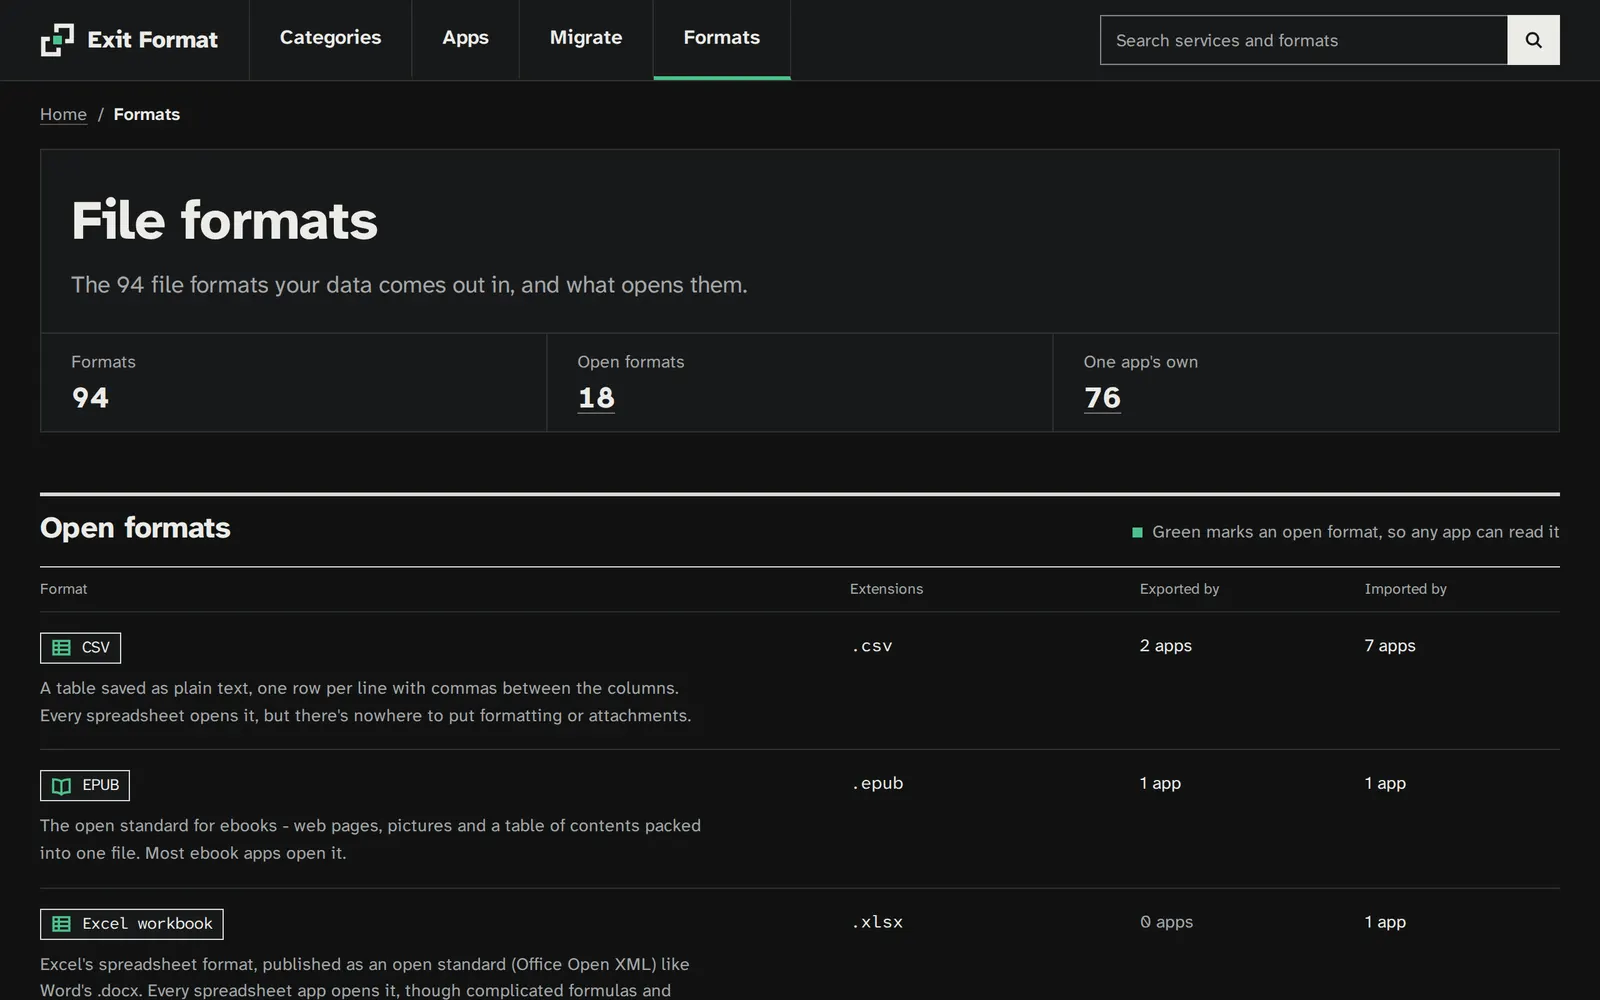 Exit Format
Categories
Apps
Migrate
Formats
Search services and formats
Home / Formats
File formats
The 94 file formats your data comes out in, and what opens them.
Formats
94
Open formats
18
One app's own
76
Open formats
Green marks an open format, so any app can read it
Format
Extensions
Exported by
Imported by
CSV
.csv
2 apps
7 apps
A table saved as plain text, one row per line with commas between the columns.
Every spreadsheet opens it, but there's nowhere to put formatting or attachments.
EPUB
.epub
1 app
1 app
The open standard for ebooks - web pages, pictures and a table of contents packed
into one file. Most ebook apps open it.
Excel workbook
.xlsx
0 apps
1 app
Excel's spreadsheet format, published as an open standard (Office Open XML) like
Word's .docx. Every spreadsheet app opens it, though complicated formulas and